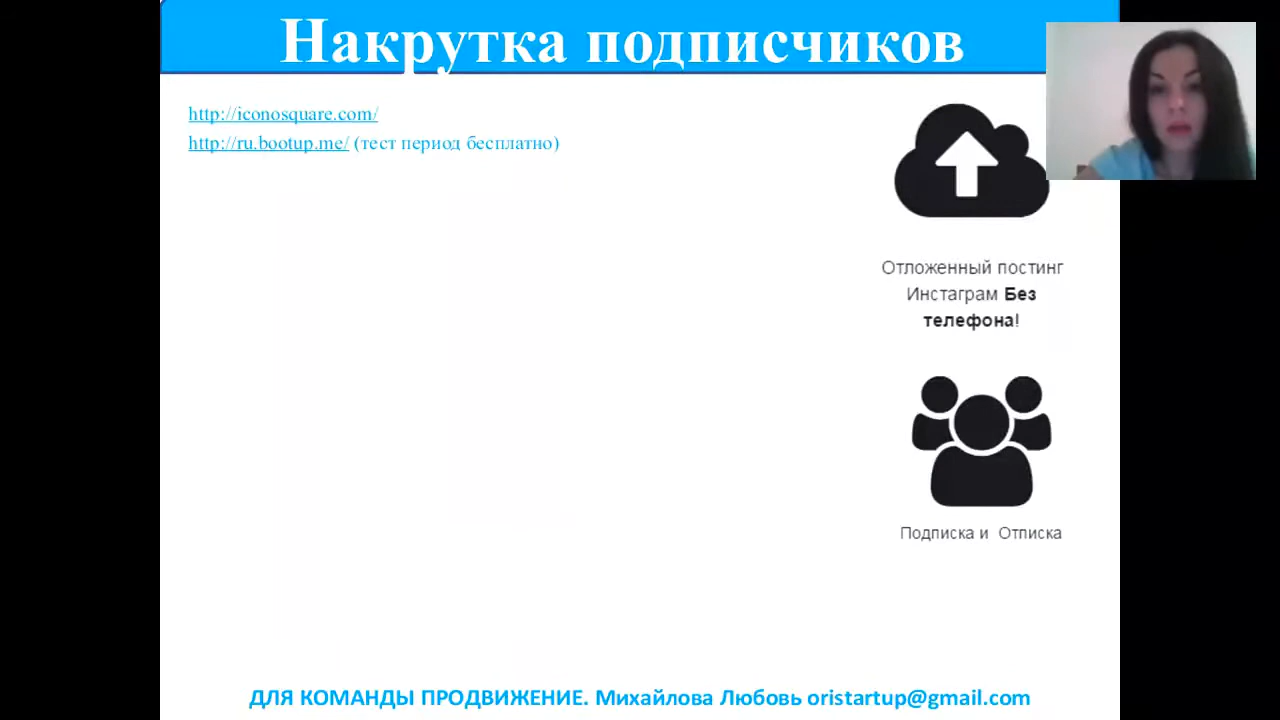 Накрутка подписчиков
http://iconosquare.com/
http://ru.bootup.me/ (тест период бесплатно)
Отложенный постинг
Инстаграм Без
телефона!
Подписка и Отписка
ДЛЯ КОМАНДЫ ПРОДВИЖЕНИЕ. Михайлова Любовь oristartup@gmail.com